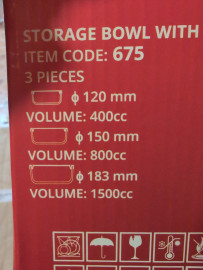 STORAGE BOWL WITH
ITEM CODE: 675
3 PIECES
ϕ 120 mm
VOLUME: 400cc
ϕ 150 mm
VOLUME: 800cc
ϕ 183 mm
VOLUME: 1500cc